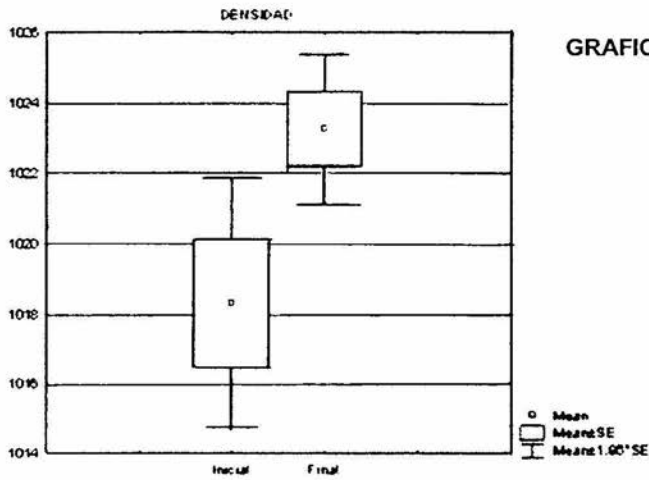 DENSIDAD
GRAFIC
1026
1024
1022
1020
1018
1016
1014
Inicial Final
Mean
Mean±SE
Mean±1.96*SE